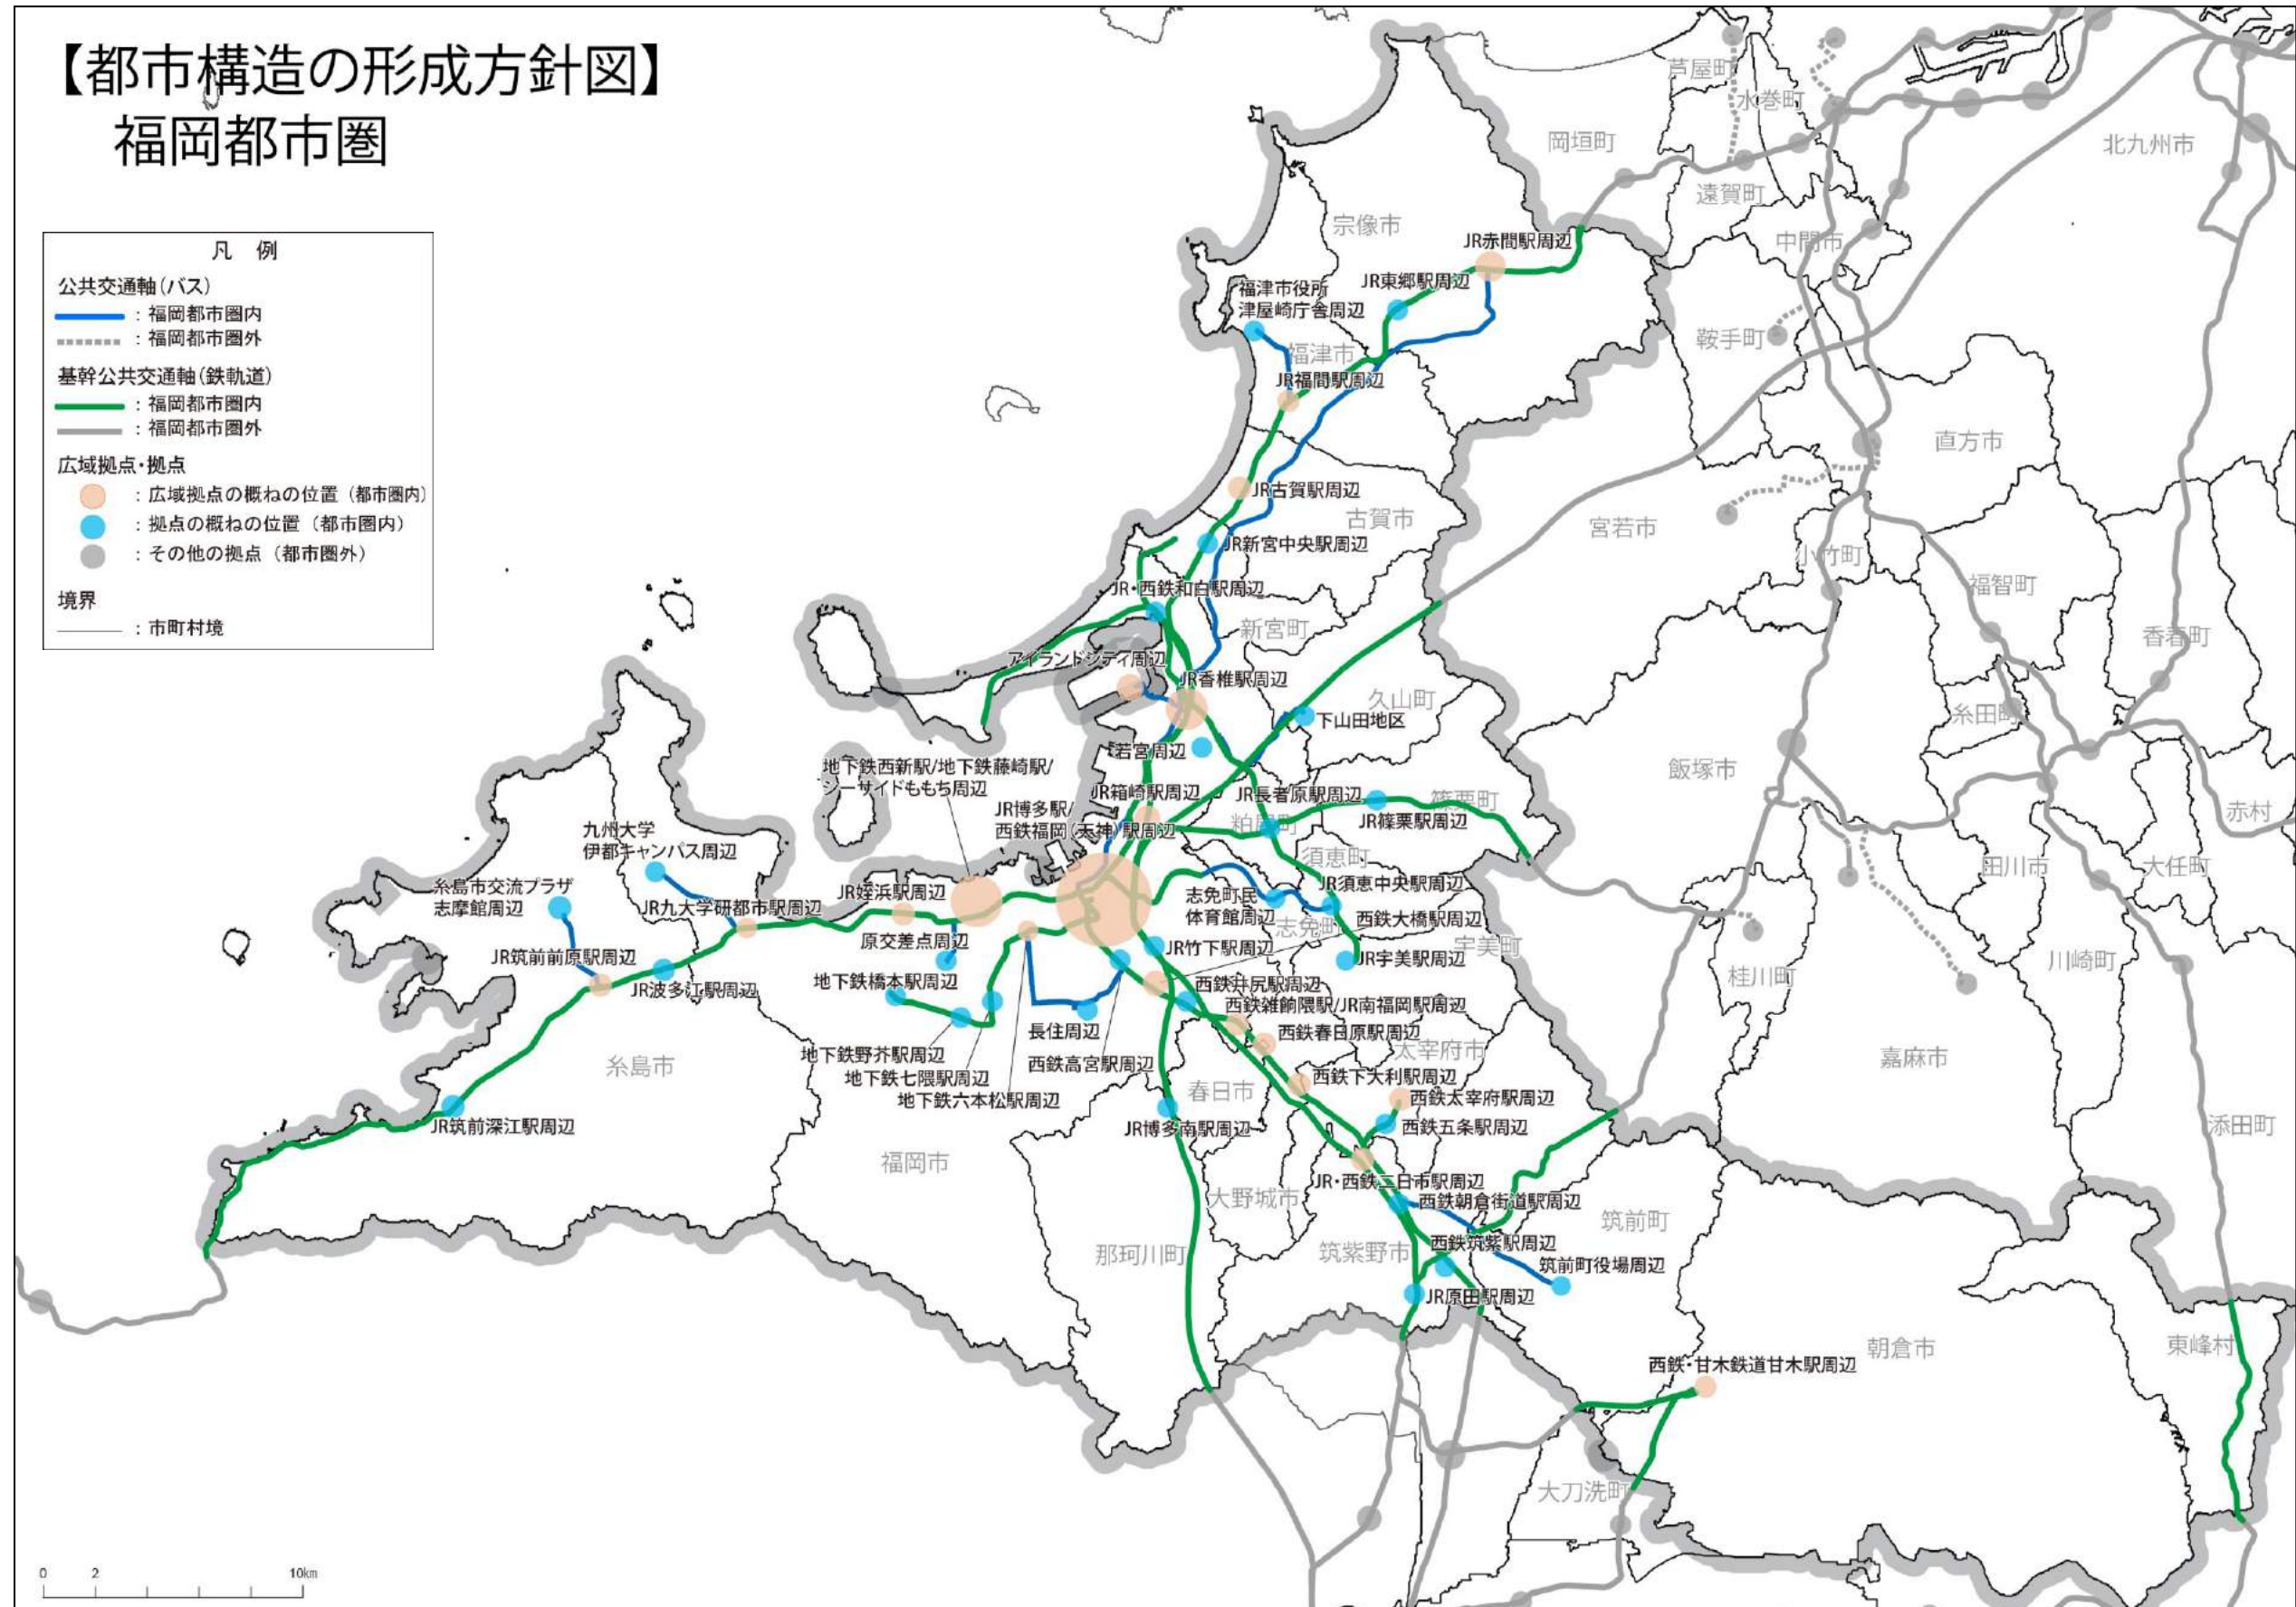 【都市構造の形成方針図】
福岡都市圏
凡 例
公共交通軸(バス)
：福岡都市圏内
：福岡都市圏外
基幹公共交通軸(鉄軌道)
：福岡都市圏内
：福岡都市圏外
広域拠点・拠点
：広域拠点の概ねの位置（都市圏内）
：拠点の概ねの位置（都市圏内）
：その他の拠点（都市圏外）
境界
：市町村境
芦屋町
水巻町
岡垣町
北九州市
遠賀町
宗像市
中間市
JR赤間駅周辺
JR東郷駅周辺
福津市役所
津屋崎庁舎周辺
鞍手町
福津市
JR福間駅周辺
直方市
JR古賀駅周辺
古賀市
宮若市
JR新宮中央駅周辺
小竹町
福智町
JR・西鉄和白駅周辺
新宮町
香春町
アイランドシティ周辺
JR香椎駅周辺
久山町
下山田地区
糸田町
若宮周辺
飯塚市
地下鉄西新駅/地下鉄藤崎駅/
シーサイドももち周辺
JR箱崎駅周辺
JR長者原駅周辺
篠栗町
JR博多駅/
西鉄福岡(天神)駅周辺
粕屋町
JR篠栗駅周辺
赤村
九州大学
伊都キャンパス周辺
須恵町
田川市
大任町
糸島市交流プラザ
志摩館周辺
JR姪浜駅周辺
JR須恵中央駅周辺
志免町民
体育館周辺
JR九大学研都市駅周辺
西鉄大橋駅周辺
志免町
原交差点周辺
JR竹下駅周辺
宇美町
JR筑前前原駅周辺
JR宇美駅周辺
川崎町
桂川町
地下鉄橋本駅周辺
西鉄井尻駅周辺
JR波多江駅周辺
西鉄雑餉隈駅/JR南福岡駅周辺
長住周辺
西鉄春日原駅周辺
太宰府市
地下鉄野芥駅周辺
嘉麻市
糸島市
西鉄高宮駅周辺
地下鉄七隈駅周辺
西鉄下大利駅周辺
春日市
地下鉄六本松駅周辺
西鉄太宰府駅周辺
JR筑前深江駅周辺
JR博多南駅周辺
西鉄五条駅周辺
添田町
福岡市
JR・西鉄二日市駅周辺
大野城市
西鉄朝倉街道駅周辺
筑前町
那珂川町
筑紫野市
西鉄筑紫駅周辺
筑前町役場周辺
JR原田駅周辺
朝倉市
東峰村
西鉄・甘木鉄道甘木駅周辺
大刀洗町
0 2 10km